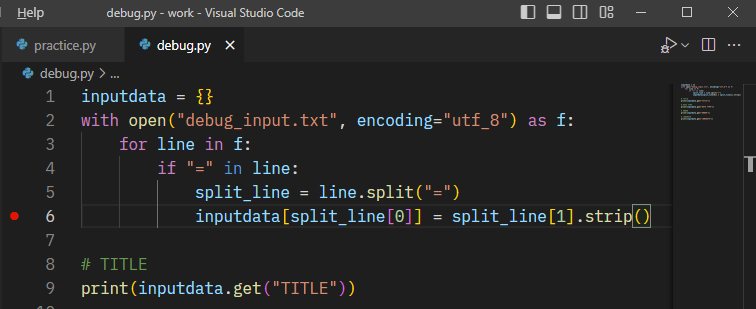 Help debug.py - work - Visual Studio Code
practice.py debug.py
debug.py > ...
1 inputdata = {}
2 with open("debug_input.txt", encoding="utf_8") as f:
3     for line in f:
4         if "=" in line:
5             split_line = line.split("=")
6             inputdata[split_line[0]] = split_line[1].strip()
7
8 # TITLE
9 print(inputdata.get("TITLE"))
10